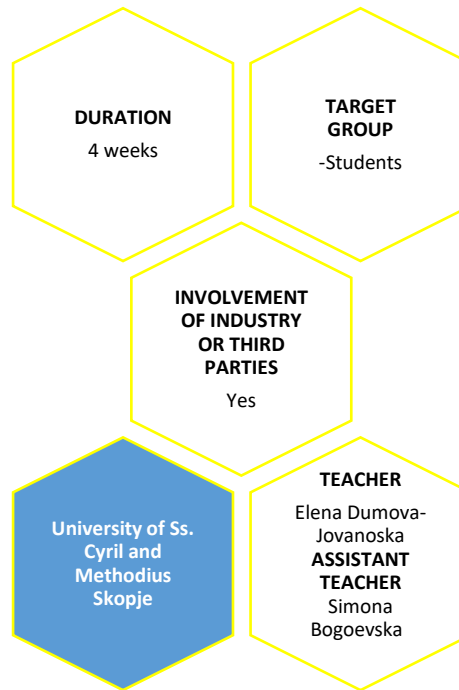 DURATION
4 weeks
TARGET
GROUP
-Students
INVOLVEMENT
OF INDUSTRY
OR THIRD
PARTIES
Yes
University of Ss.
Cyril and
Methodius
Skopje
TEACHER
Elena Dumova-
Jovanoska
ASSISTANT
TEACHER
Simona
Bogoevska